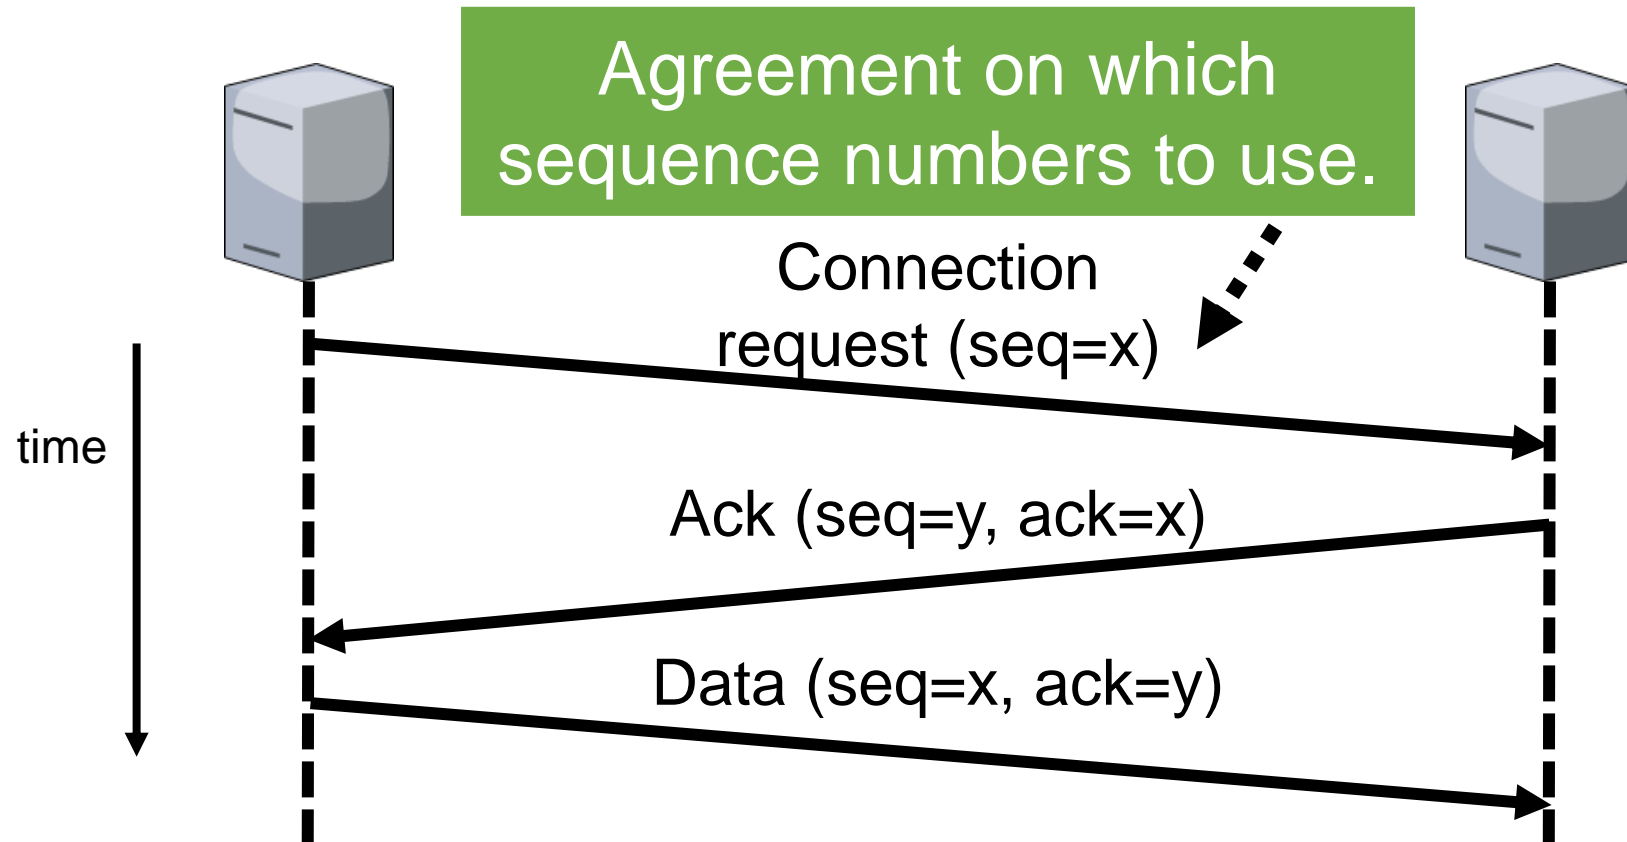 Agreement on which
sequence numbers to use.
Connection
request (seq=x)
time
Ack (seq=y, ack=x)
Data (seq=x, ack=y)